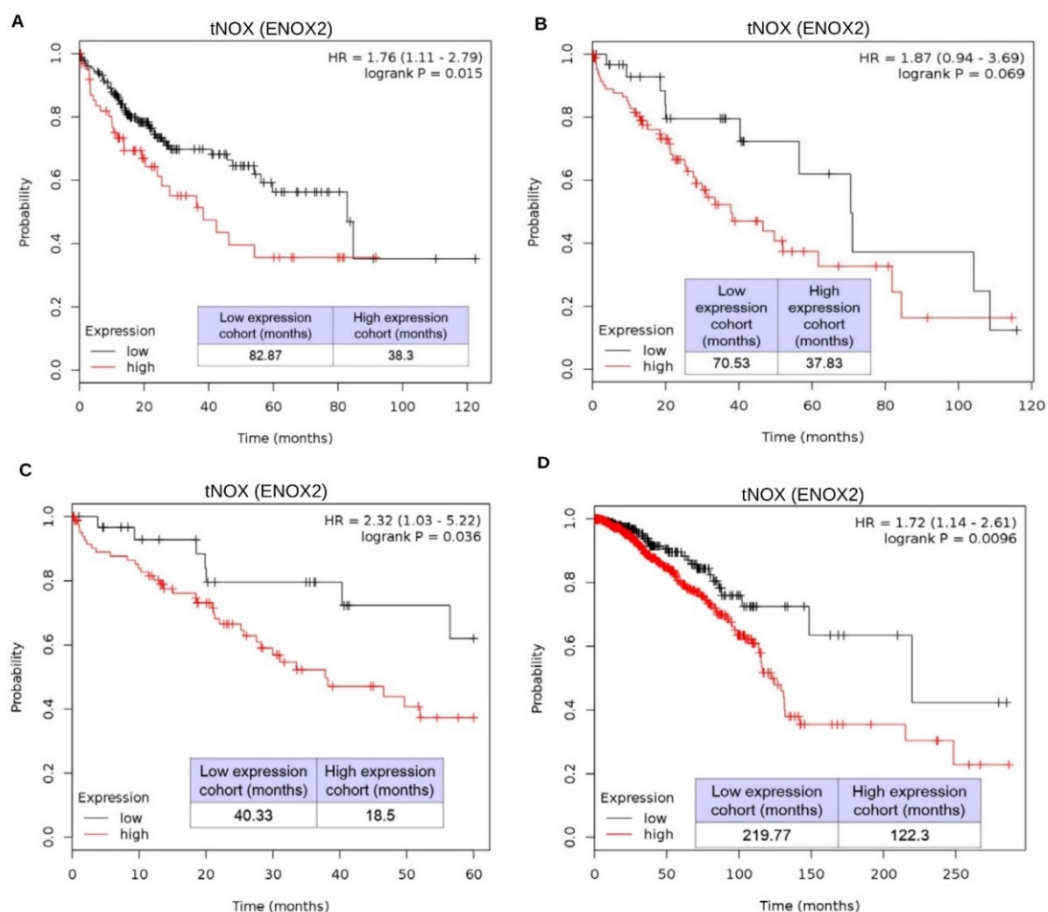 A
tNOX (ENOX2)
HR = 1.76 (1.11 - 2.79)
logrank P = 0.015
Probability
1.0
0.8
0.6
0.4
0.2
0.0
Low expression
cohort (months)
High expression
cohort (months)
82.87
38.3
Expression
low
high
0 20 40 60 80 100 120
Time (months)
B
tNOX (ENOX2)
HR = 1.87 (0.94 - 3.69)
logrank P = 0.069
Probability
1.0
0.8
0.6
0.4
0.2
0.0
Low
expression
cohort
(months)
High
expression
cohort
(months)
70.53
37.83
Expression
low
high
0 20 40 60 80 100 120
Time (months)
C
tNOX (ENOX2)
HR = 2.32 (1.03 - 5.22)
logrank P = 0.036
Probability
1.0
0.8
0.6
0.4
0.2
0.0
Low expression
cohort (months)
High expression
cohort (months)
40.33
18.5
Expression
low
high
0 10 20 30 40 50 60
Time (months)
D
tNOX (ENOX2)
HR = 1.72 (1.14 - 2.61)
logrank P = 0.0096
Probability
1.0
0.8
0.6
0.4
0.2
0.0
Low expression
cohort (months)
High expression
cohort (months)
219.77
122.3
Expression
low
high
0 50 100 150 200 250
Time (months)